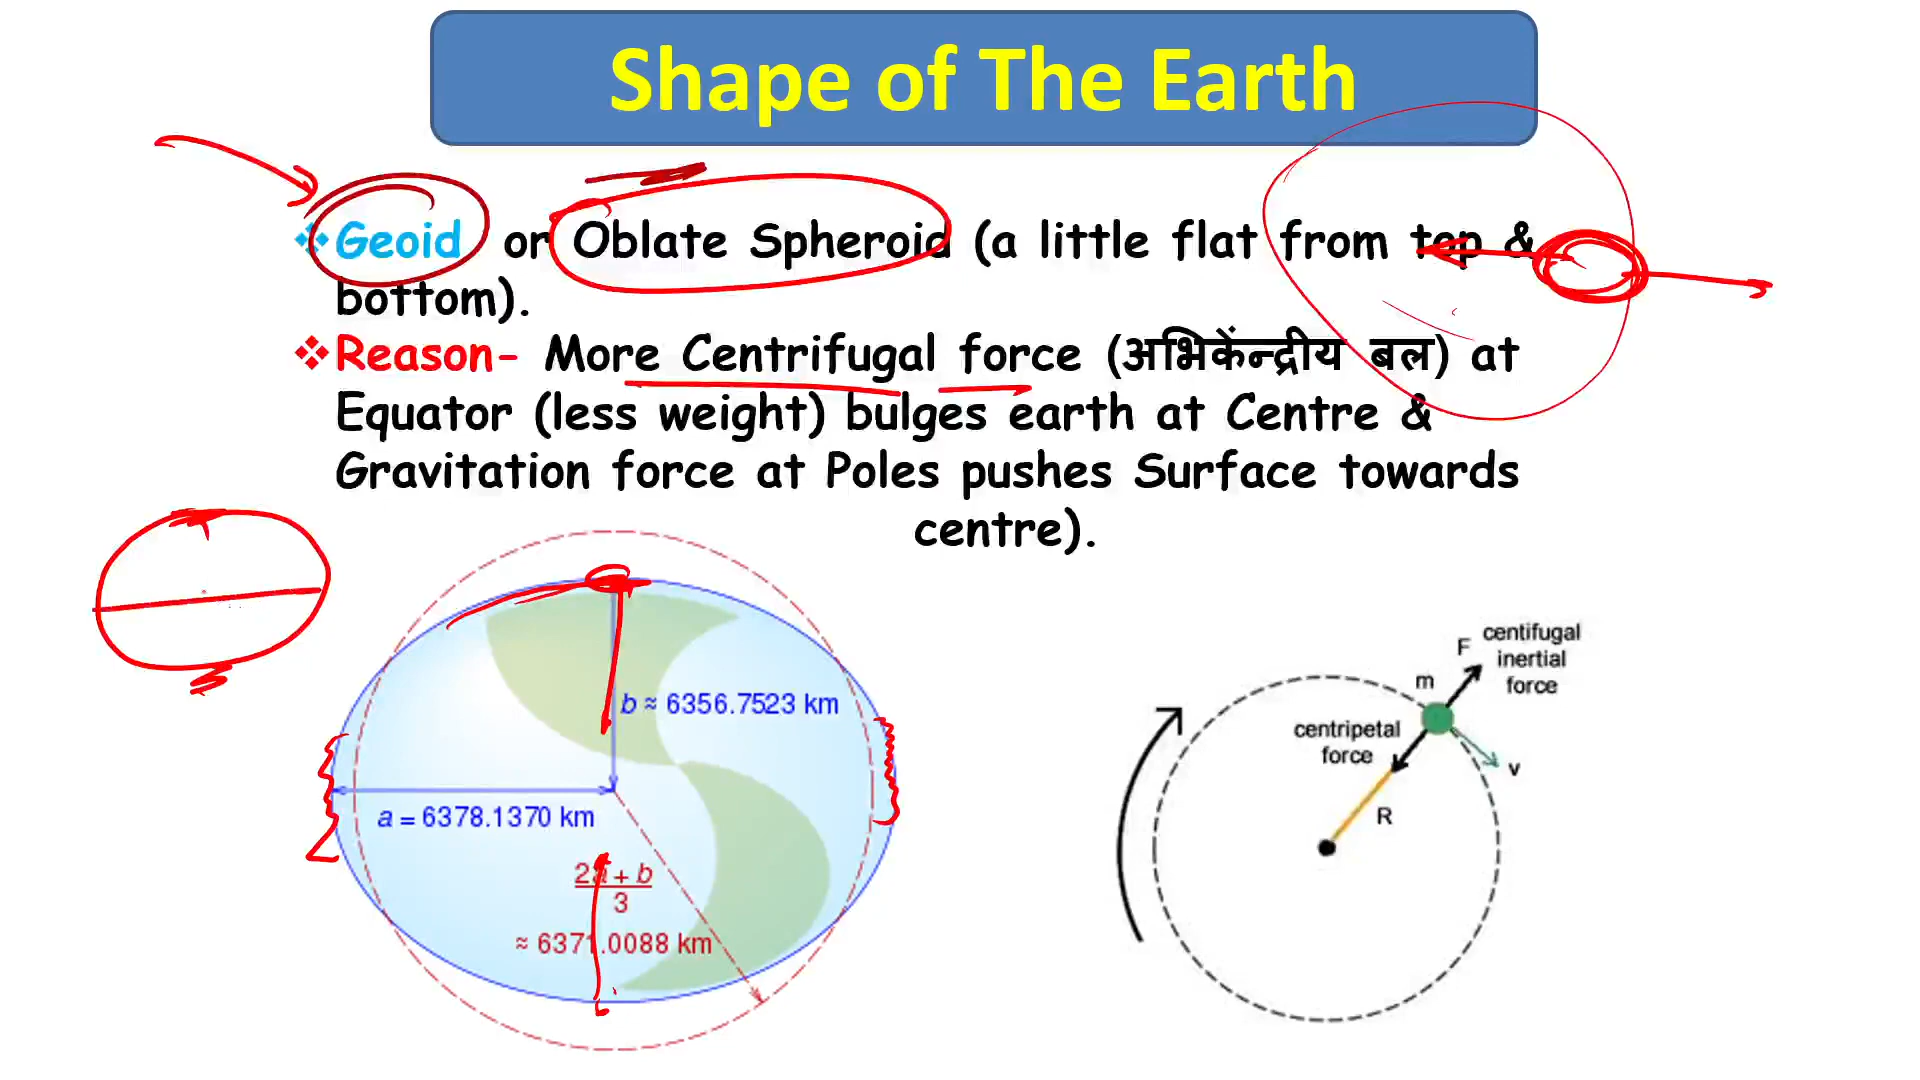 Shape of The Earth
❖Geoid or Oblate Spheroid (a little flat from top &
bottom).
❖Reason- More Centrifugal force (अभिकेंन्द्रीय बल) at
Equator (less weight) bulges earth at Centre &
Gravitation force at Poles pushes Surface towards
centre).
b ≈ 6356.7523 km
a = 6378.1370 km
2a + b
3
≈ 6371.0088 km
F
centifugal
inertial
force
m
centripetal
force
v
R